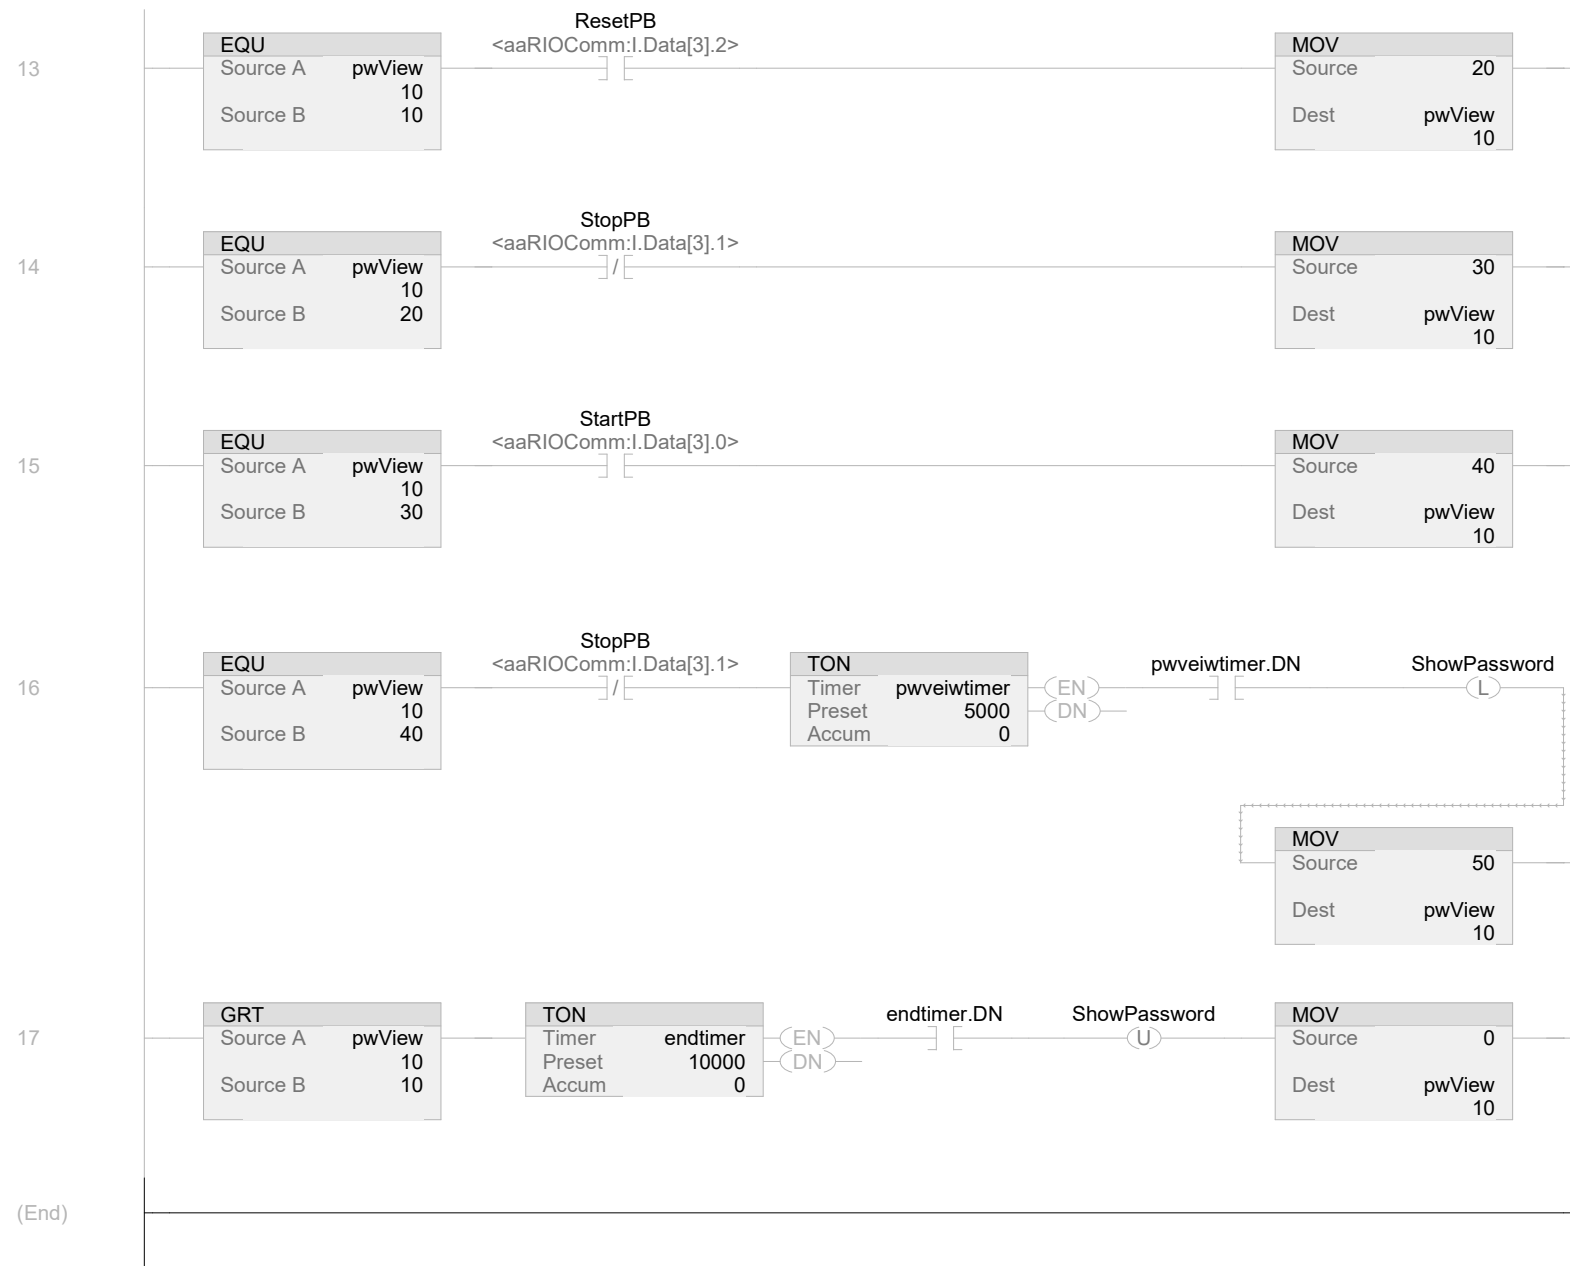 ResetPB
<aaRIOComm:I.Data[3].2>
13
EQU
Source A pwView
10
Source B 10
MOV
Source 20
Dest pwView
10
StopPB
<aaRIOComm:I.Data[3].1>
14
EQU
Source A pwView
10
Source B 20
/
MOV
Source 30
Dest pwView
10
StartPB
<aaRIOComm:I.Data[3].0>
15
EQU
Source A pwView
10
Source B 30
MOV
Source 40
Dest pwView
10
StopPB
<aaRIOComm:I.Data[3].1>
16
EQU
Source A pwView
10
Source B 40
/
TON
Timer pwveiwtimer
Preset 5000
Accum 0
EN
DN
pwveiwtimer.DN
ShowPassword
L
MOV
Source 50
Dest pwView
10
17
GRT
Source A pwView
10
Source B 10
TON
Timer endtimer
Preset 10000
Accum 0
EN
DN
endtimer.DN
ShowPassword
U
MOV
Source 0
Dest pwView
10
(End)